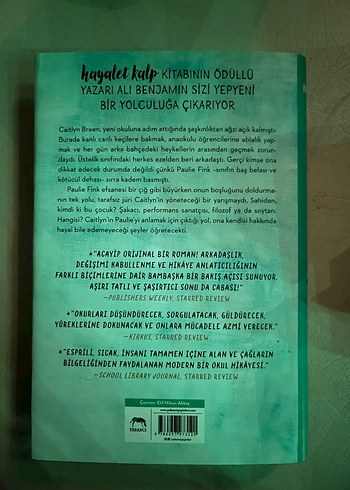 hayalet kalp KİTABININ ÖDÜLLÜ
YAZARI ALI BENJAMIN SİZİ YEPYENİ
BİR YOLCULUĞA ÇIKARIYOR
Caitlyn Breen, yeni okuluna adım attığında şaşkınlıktan ağzı açık kalmıştı:
Burada kanlı canlı keçilere bakmak, anaokulu öğrencilerine ablalık yap-
mak ve her gün erkâ bahçedeki heykellerin arasından geçmek zorun-
daydı. Üstelik sınıfındaki herkes ezelden beri arkadaştı. Gerçi kimse ona
dikkat edecek durumda değildi çünkü Paulie Fink –sınıfın baş belası ve
kötücül dehası– sırra kadem basmıştı.
Paulie Fink efsanesi bir çığ gibi büyürken onun boşluğunu doldurma-
nın tek yolu, tarafsız jüri Caitlyn'in yöneteceği bir yarışmaydı. Sahiden,
kimdi ki bu çocuk? Şakacı, performans sanatçısı, filozof ya da soytarı.
Hangisi? Caitlyn'in Paulie'yi anlamak için çıktığı yol, ona kendisi hakkında
hayal bile edemeyeceği şeyler öğretecekti.
★"ACAYİP ORİJİNAL BİR ROMAN! ARKADAŞLIK,
DEĞİŞİMİ KABULLENME VE HİKÂYE ANLATICILIĞININ
FARKLI BİÇİMLERİNE DAİR BAMBAŞKA BİR BAKIŞ AÇISI SUNUYOR.
AŞIRI TATLI VE ŞAŞIRTICI SONU DA CABASI!"
—PUBLISHERS WEEKLY, STARRED REVIEW
★"OKURLARI DÜŞÜNDÜRECEK, SORGULATACAK, GÜLDÜRECEK,
YÜREKLERİNE DOKUNACAK VE ONLARA MÜCADELE AZMİ VERECEK."
—KIRKUS, STARRED REVIEW
★"ESPRİLİ, SICAK, İNSANI TAMAMEN İÇİNE ALAN VE ÇAĞLARIN
BİLGELİĞİNDEN FAYDALANAN MODERN BİR OKUL HİKÂYESİ."
—SCHOOL LIBRARY JOURNAL, STARRED REVIEW
Çeviren: Elif Nihan Akbaş
YABANCI